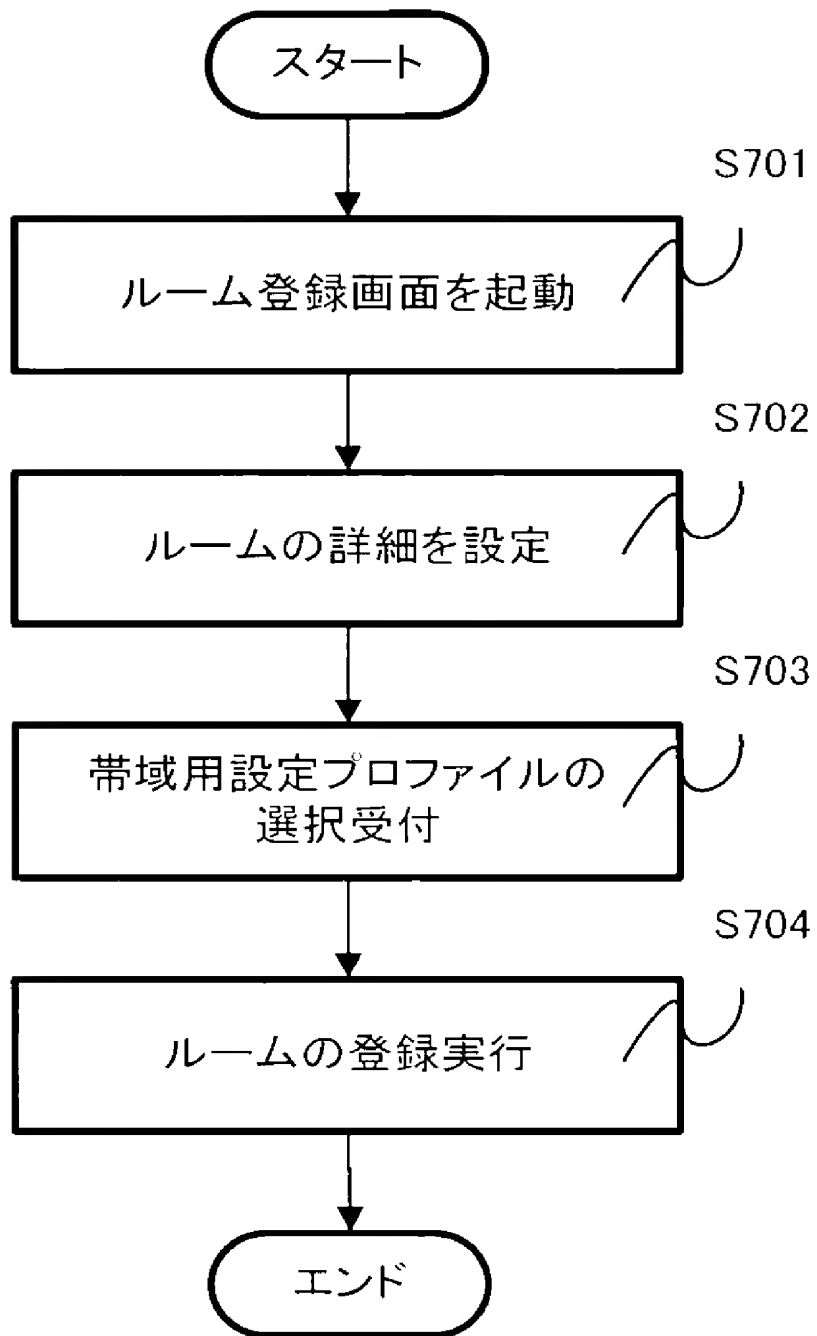 スタート
S701
ルーム登録画面を起動
S702
ルームの詳細を設定
S703
帯域用設定プロファイルの
選択受付
S704
ルームの登録実行
エンド